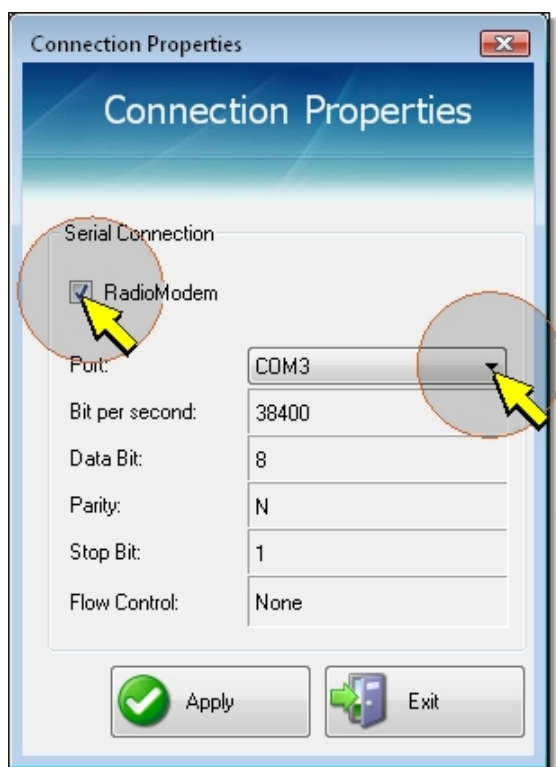 Connection Properties
Connection Properties
Serial Connection
RadioModem
Port: COM3
Bit per second: 38400
Data Bit: 8
Parity: N
Stop Bit: 1
Flow Control: None
Apply Exit